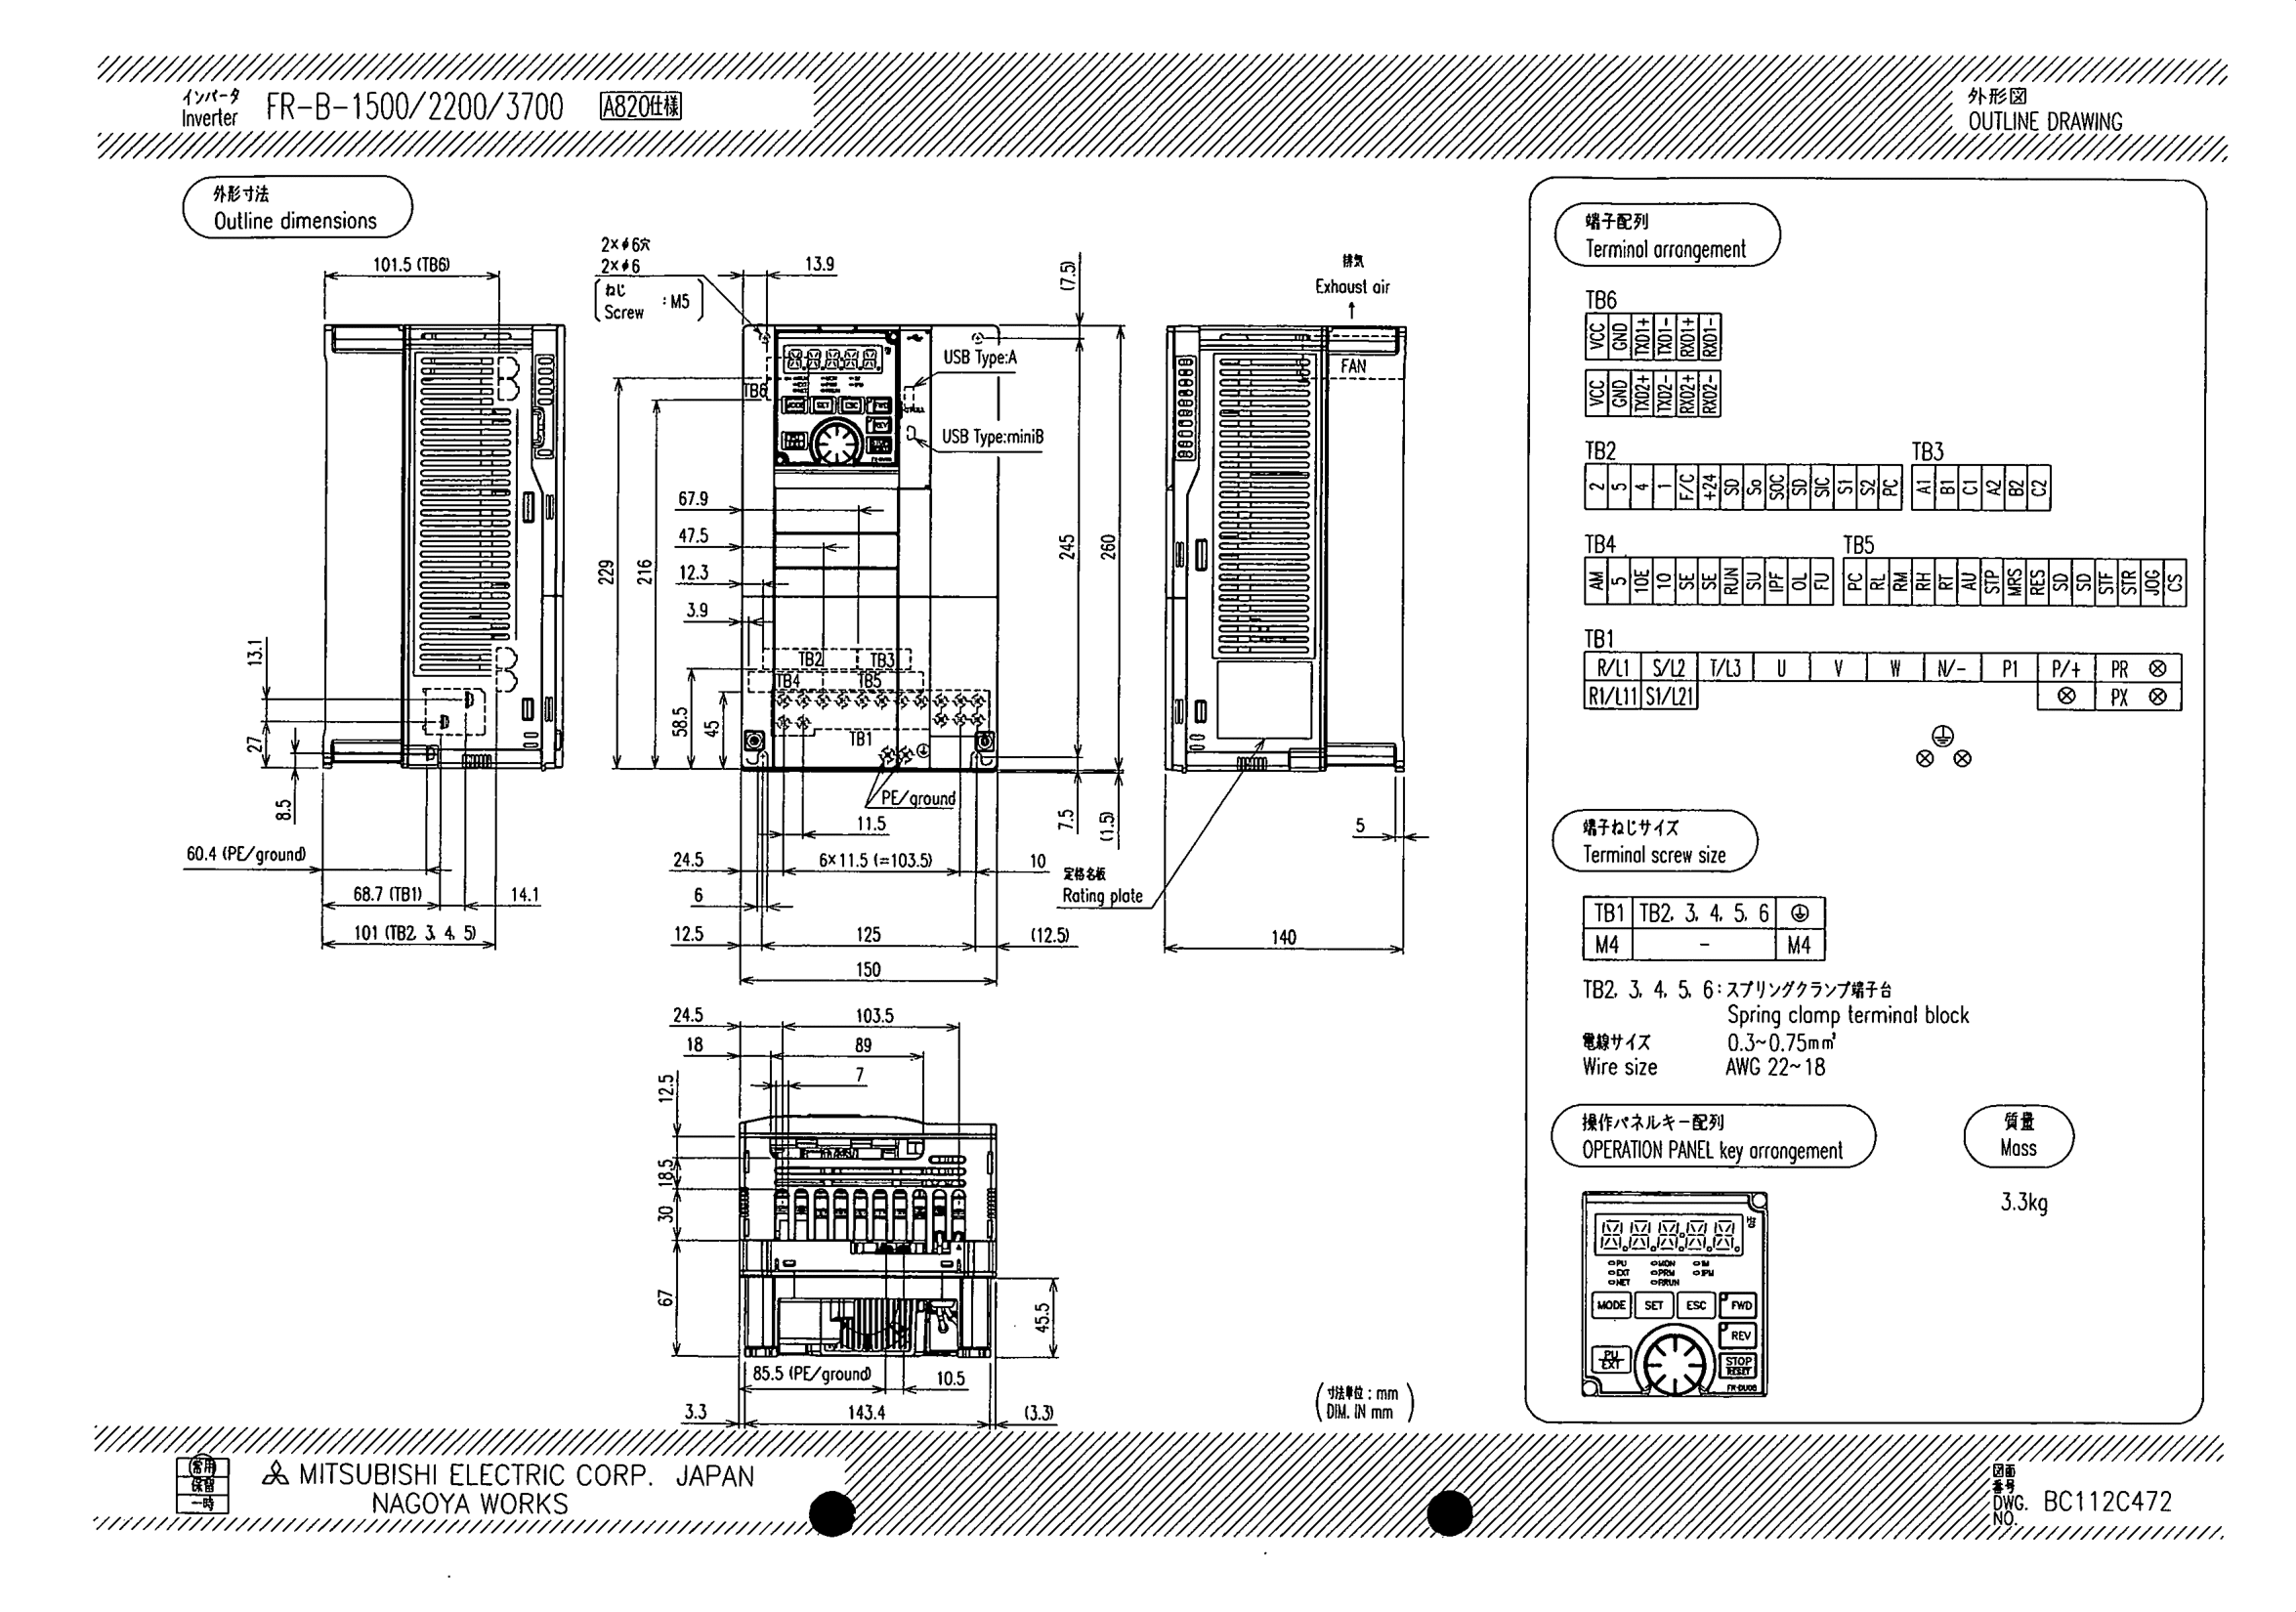 インバータ
Inverter
FR-B-1500/2200/3700
A820仕様
外形図
OUTLINE DRAWING
外形寸法
Outline dimensions
101.5 (TB6)
13.1
27
8.5
60.4 (PE/ground)
68.7 (TB1)
14.1
101 (TB2, 3, 4, 5)
2×φ6穴
2×φ6
ねじ
Screw
: M5
13.9
(7.5)
USB Type:A
TB6
USB Type:miniB
67.9
47.5
12.3
3.9
229
216
245
260
TB2
TB3
TB4
TB5
58.5
45
TB1
PE/ground
11.5
24.5
6×11.5 (=103.5)
10
6
12.5
125
(12.5)
150
7.5
(1.5)
排気
Exhaust air
FAN
定格名板
Rating plate
5
140
24.5
103.5
18
89
7
12.5
18.5
30
67
45.5
85.5 (PE/ground)
10.5
3.3
143.4
(3.3)
寸法単位 : mm
DIM. IN mm
端子配列
Terminal arrangement
TB6
VCC GND TXD1+ TXD1- RXD1+ RXD1-
VCC GND TXD2+ TXD2- RXD2+ RXD2-
TB2
2 5 4 1 F/C +24 SD So SOC SD SIC S1 S2 PC
TB3
A1 B1 C1 A2 B2 C2
TB4
AM 5 10E 10 SE SE RUN SU IPF OL FU
TB5
PC RL RM RH RT AU STP MRS RES SD SD STF STR JOG CS
TB1
R/L1 S/L2 T/L3 U V W N/- P1 P/+ PR
R1/L11 S1/L21 PX
端子ねじサイズ
Terminal screw size
TB1 TB2, 3, 4, 5, 6
M4 - M4
TB2, 3, 4, 5, 6 : スプリングクランプ端子台
Spring clamp terminal block
電線サイズ 0.3~0.75mm²
Wire size AWG 22~18
操作パネルキー配列
OPERATION PANEL key arrangement
質量
Mass
3.3kg
Hz
PU MON IM
EXT PRM IPM
NET PRUN
MODE SET ESC FWD
REV
PU
EXT
STOP
RESET
FR-DU08
常用
保留
一時
MITSUBISHI ELECTRIC CORP. JAPAN
NAGOYA WORKS
図面
番号
DWG.
NO.
BC112C472